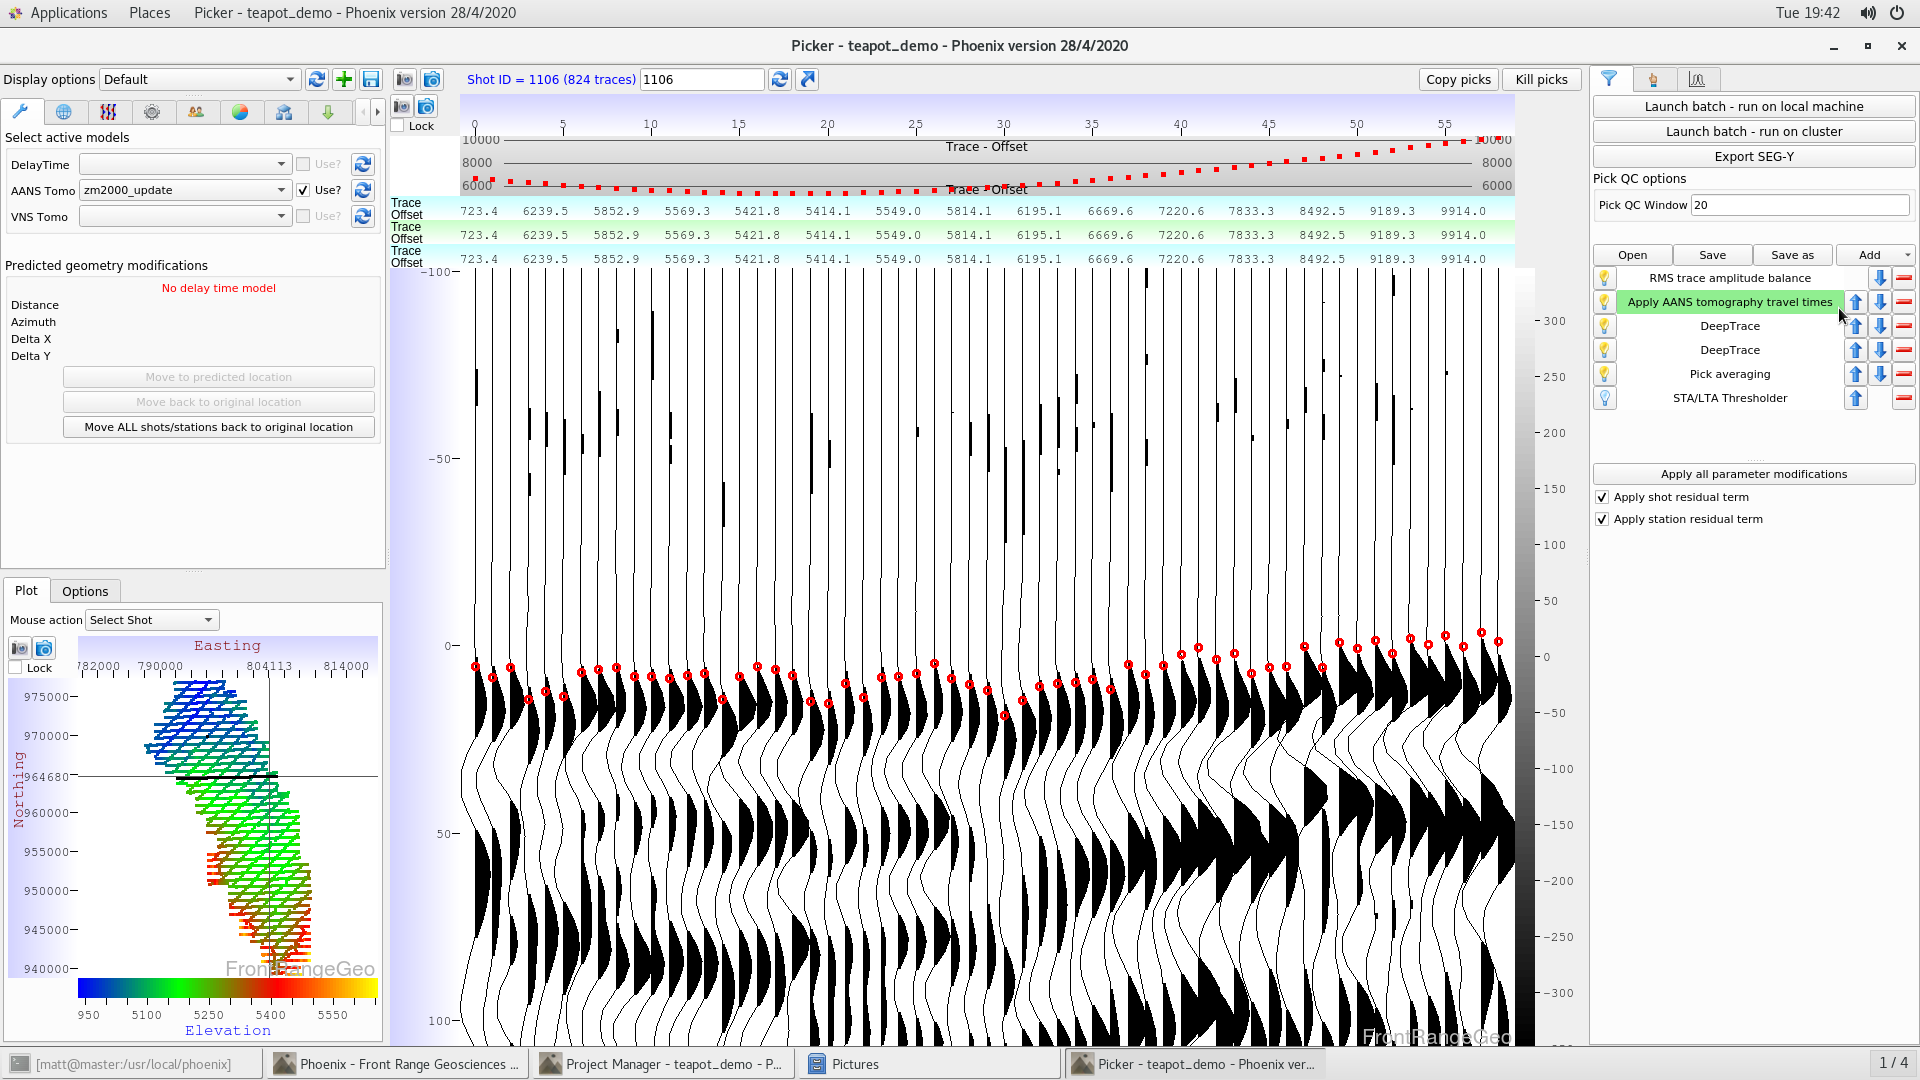 Applications Places Picker - teapot_demo - Phoenix version 28/4/2020 Tue 19:42
Picker - teapot_demo - Phoenix version 28/4/2020
Display options Default
Select active models
DelayTime Use?
AANS Tomo zm2000_update Use?
VNS Tomo Use?
Predicted geometry modifications
No delay time model
Distance
Azimuth
Delta X
Delta Y
Move to predicted location
Move back to original location
Move ALL shots/stations back to original location
Plot Options
Mouse action Select Shot
Lock
Easting
782000 790000 804113 814000
Northing
975000
970000
964680
960000
955000
950000
945000
940000
FrontRangeGeo
950 5100 5250 5400 5550
Elevation
Shot ID = 1106 (824 traces) 1106 Copy picks Kill picks
Lock
0 5 10 15 20 25 30 35 40 45 50 55
10000 Trace - Offset 10000
8000 8000
6000 Trace - Offset 6000
Trace
Offset 723.4 6239.5 5852.9 5569.3 5421.8 5414.1 5549.0 5814.1 6195.1 6669.6 7220.6 7833.3 8492.5 9189.3 9914.0
Trace
Offset 723.4 6239.5 5852.9 5569.3 5421.8 5414.1 5549.0 5814.1 6195.1 6669.6 7220.6 7833.3 8492.5 9189.3 9914.0
Trace
Offset 723.4 6239.5 5852.9 5569.3 5421.8 5414.1 5549.0 5814.1 6195.1 6669.6 7220.6 7833.3 8492.5 9189.3 9914.0
-100
-50
0
50
100
300
250
200
150
100
50
0
-50
-100
-150
-200
-250
-300
FrontRangeGeo
Launch batch - run on local machine
Launch batch - run on cluster
Export SEG-Y
Pick QC options
Pick QC Window 20
Open Save Save as Add
RMS trace amplitude balance
Apply AANS tomography travel times
DeepTrace
DeepTrace
Pick averaging
STA/LTA Thresholder
Apply all parameter modifications
Apply shot residual term
Apply station residual term
[matt@master:/usr/local/phoenix] Phoenix - Front Range Geosciences ... Project Manager - teapot_demo - P... Pictures Picker - teapot_demo - Phoenix ver... 1 / 4